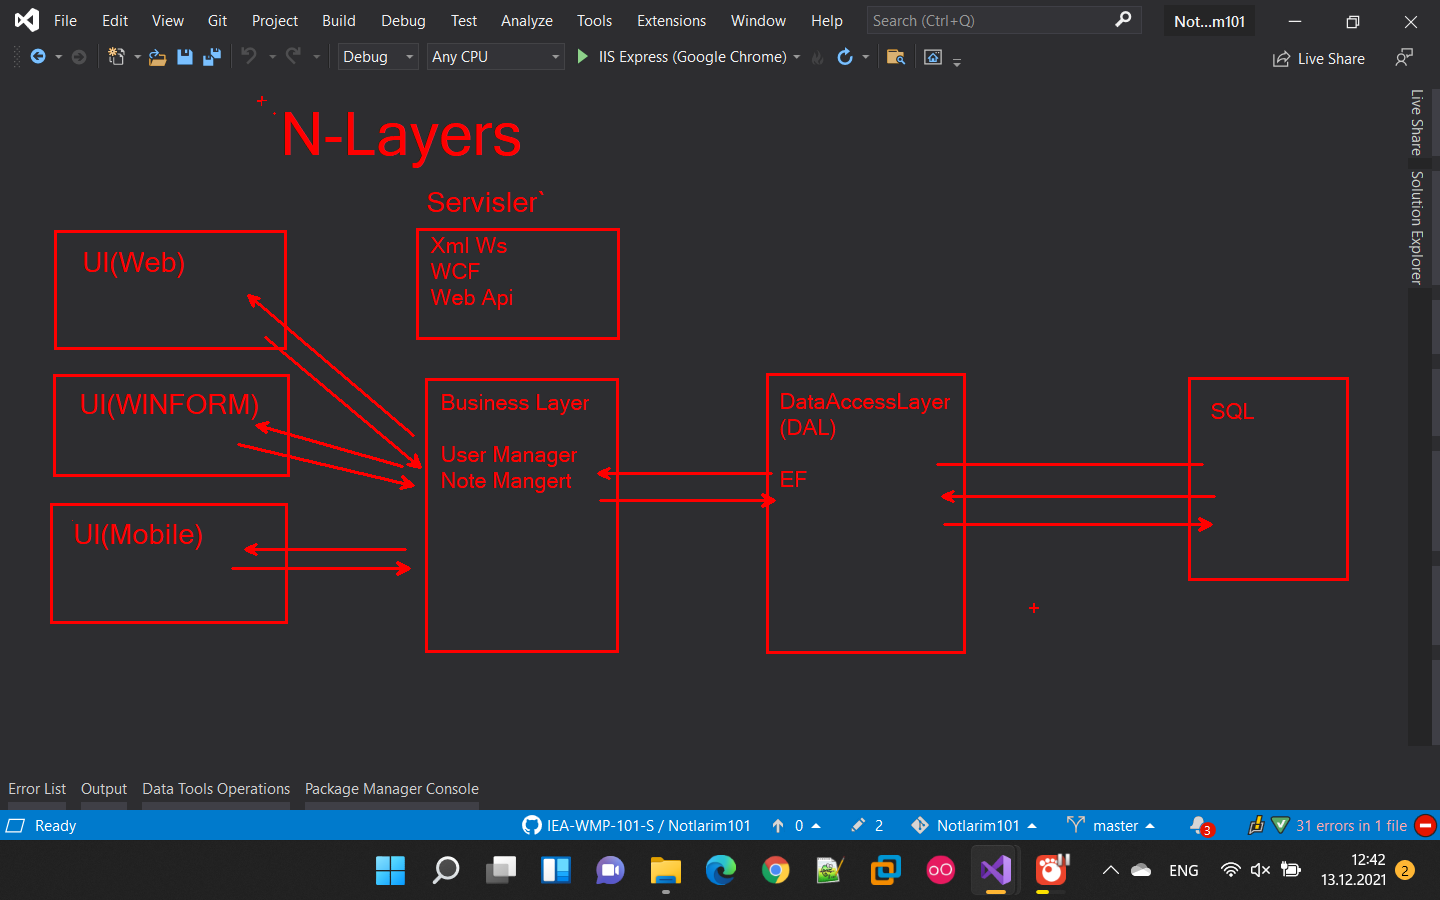 File Edit View Git Project Build Debug Test Analyze Tools Extensions Window Help Search (Ctrl+Q) Not...m101
Debug Any CPU IIS Express (Google Chrome) Live Share
N-Layers
Servisler`
Xml Ws
WCF
Web Api
UI(Web)
UI(WINFORM)
UI(Mobile)
Business Layer
User Manager
Note Mangert
DataAccessLayer
(DAL)
EF
SQL
Live Share
Solution Explorer
Error List Output Data Tools Operations Package Manager Console
Ready IEA-WMP-101-S / Notlarim101 0 2 Notlarim101 master 3 31 errors in 1 file
ENG 12:42
13.12.2021 2